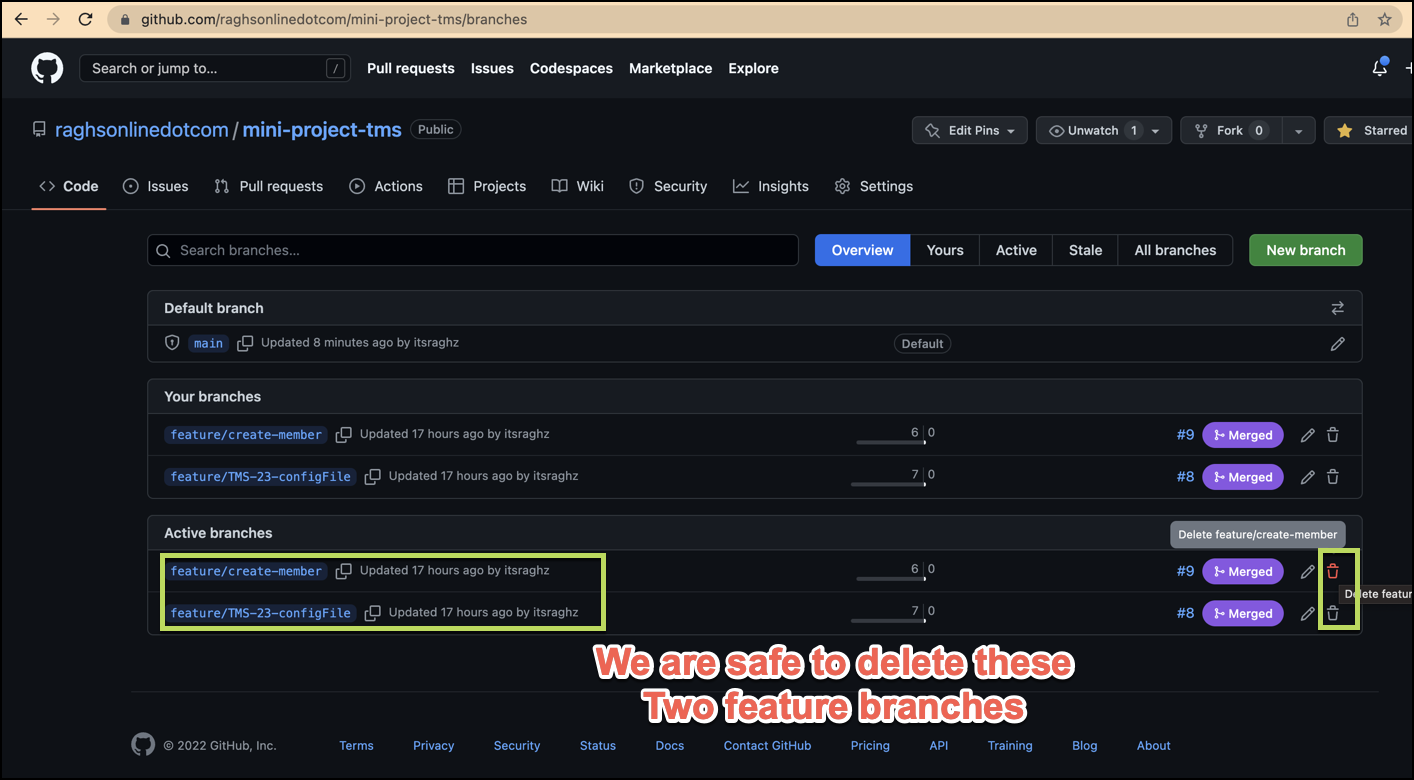 github.com/raghsonlinedotcom/mini-project-tms/branches
Search or jump to... / Pull requests Issues Codespaces Marketplace Explore
raghsonlinedotcom / mini-project-tms Public Edit Pins Unwatch 1 Fork 0 Starred
Code Issues Pull requests Actions Projects Wiki Security Insights Settings
Search branches... Overview Yours Active Stale All branches New branch
Default branch
main Updated 8 minutes ago by itsraghz Default
Your branches
feature/create-member Updated 17 hours ago by itsraghz 6 0 #9 Merged
feature/TMS-23-configFile Updated 17 hours ago by itsraghz 7 0 #8 Merged
Active branches Delete feature/create-member
feature/create-member Updated 17 hours ago by itsraghz 6 0 #9 Merged
Delete featur
feature/TMS-23-configFile Updated 17 hours ago by itsraghz 7 0 #8 Merged
We are safe to delete these
Two feature branches
© 2022 GitHub, Inc. Terms Privacy Security Status Docs Contact GitHub Pricing API Training Blog About